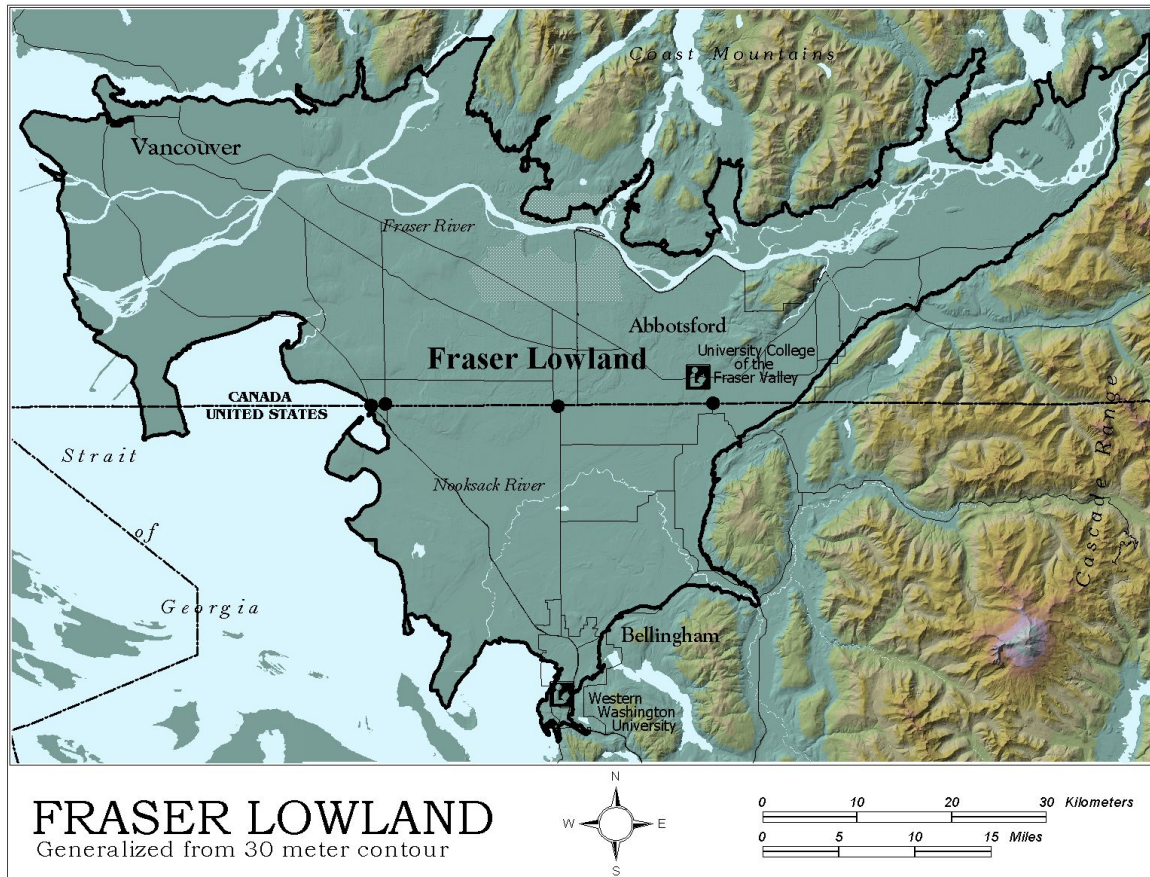 Coast Mountains
Vancouver
Fraser River
Abbotsford
University College
of the
Fraser Valley
Fraser Lowland
CANADA
UNITED STATES
Strait
of
Georgia
Nooksack River
Cascade Range
Bellingham
Western
Washington
University
FRASER LOWLAND
Generalized from 30 meter contour
N
W E
S
0 10 20 30 Kilometers
0 5 10 15 Miles